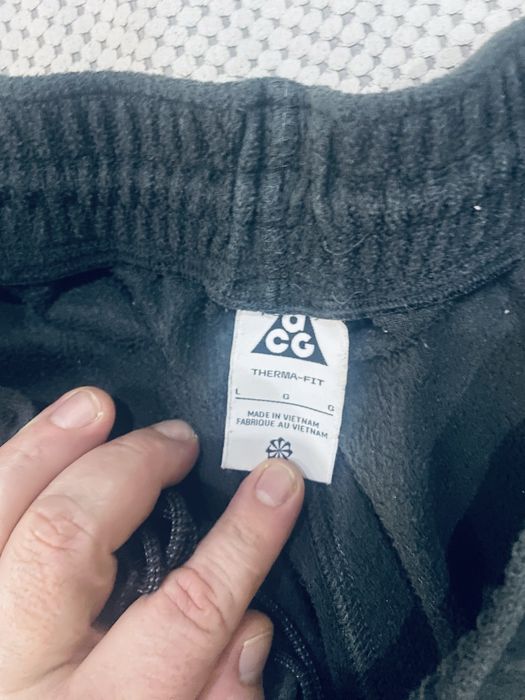 aCG
THERMA-FIT
L G G
MADE IN VIETNAM
FABRIQUE AU VIETNAM